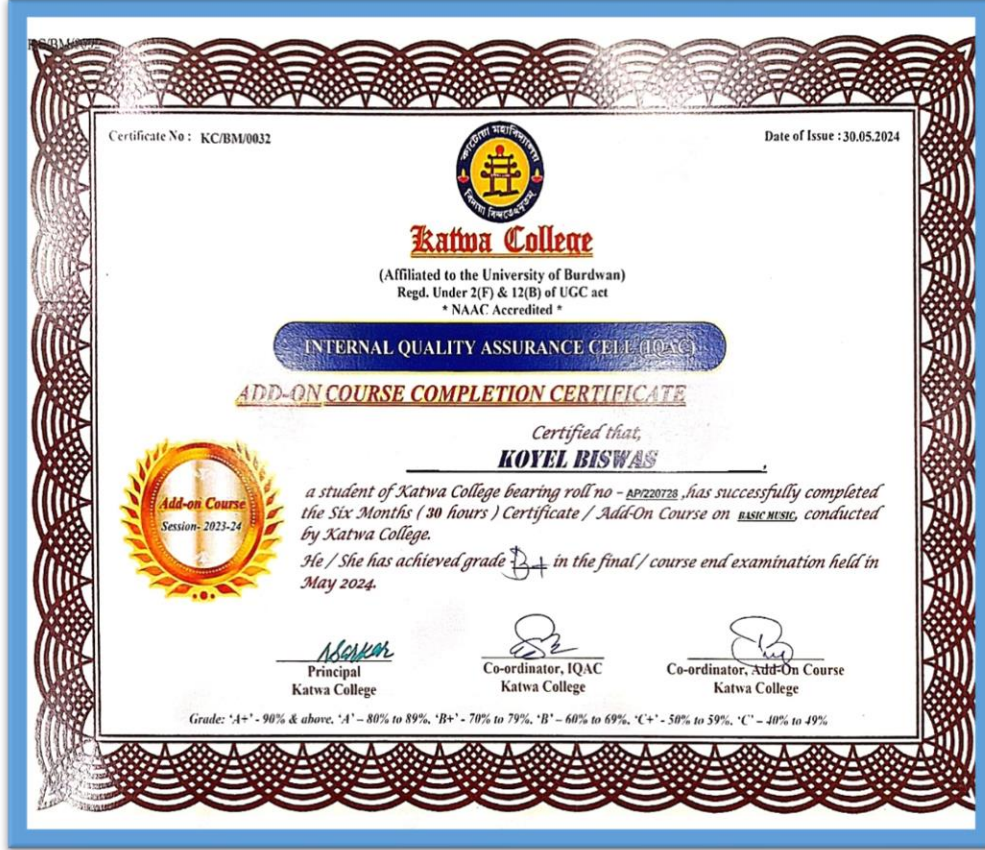 Certificate No : KC/BM/0032
Date of Issue : 30.05.2024
কাটোয়া মহাবিদ্যালয়
Katwa College
(Affiliated to the University of Burdwan)
Regd. Under 2(F) & 12(B) of UGC act
* NAAC Accredited *
INTERNAL QUALITY ASSURANCE CELL (IQAC)
ADD-ON COURSE COMPLETION CERTIFICATE
Certified that,
KOYEL BISWAS,
Add-on Course
Session- 2023-24
a student of Katwa College bearing roll no - AP/220728 ,has successfully completed
the Six Months ( 30 hours ) Certificate / Add-On Course on BASIC MUSIC, conducted
by Katwa College.
He / She has achieved grade B+ in the final / course end examination held in
May 2024.
NSarkar
Principal
Katwa College
Co-ordinator, IQAC
Katwa College
Co-ordinator, Add-On Course
Katwa College
Grade: 'A+' - 90% & above, 'A' – 80% to 89%, 'B+' - 70% to 79%, 'B' – 60% to 69%, 'C+' - 50% to 59%, 'C' – 40% to 49%